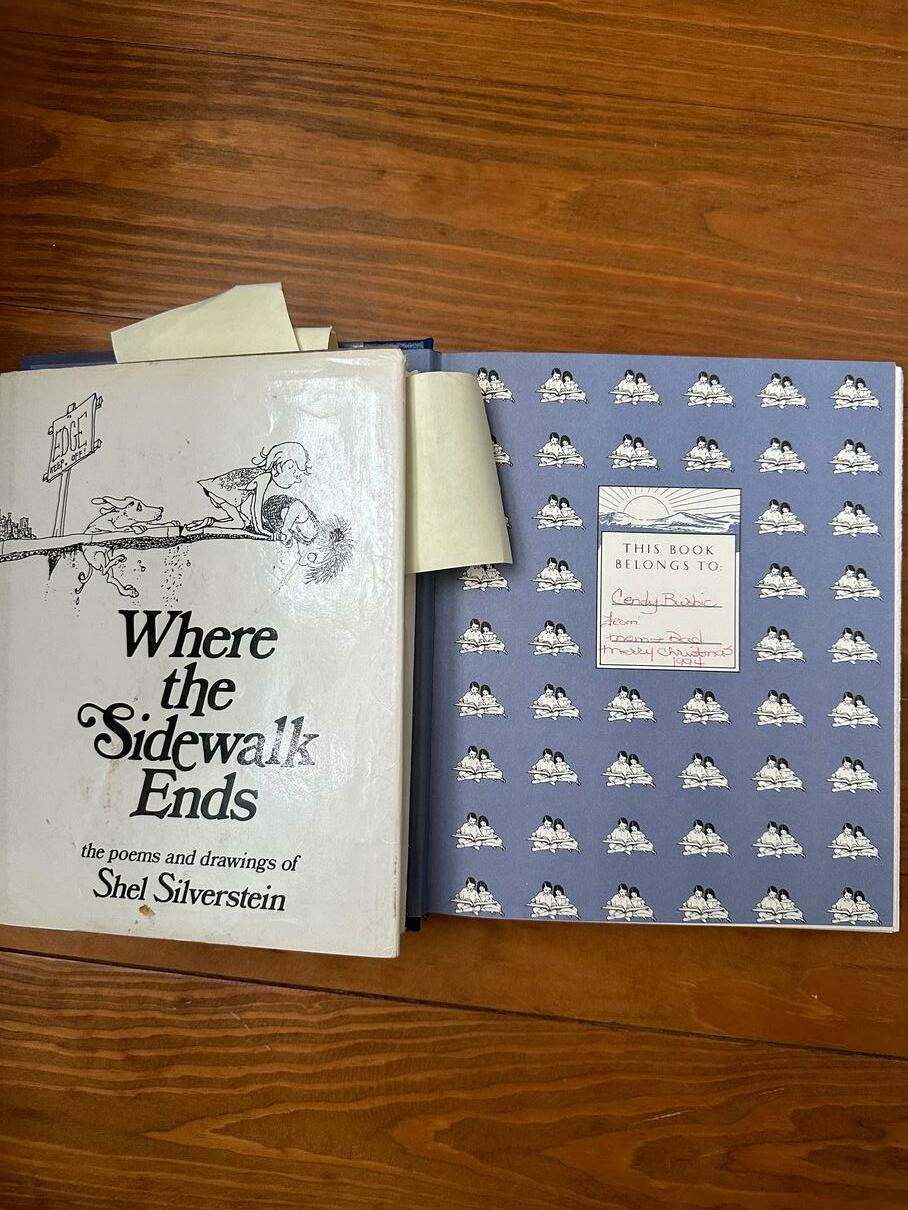 EDGE
KEEP OFF!
Where
the
Sidewalk
Ends
the poems and drawings of
Shel Silverstein
THIS BOOK
BELONGS TO:
Cendy
From
Mom + Dad
Merry Christmas
1994